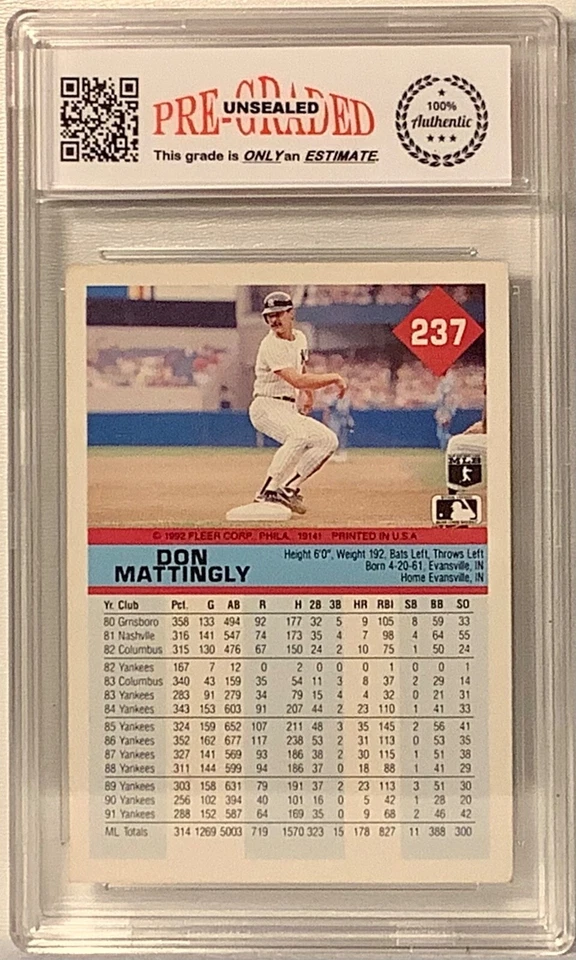 PRE-GRADED
UNSEALED
This grade is ONLY an ESTIMATE.
100%
Authentic
237
© 1992 FLEER CORP., PHILA., 19141 PRINTED IN U.S.A
DON
MATTINGLY
Height 6'0", Weight 192, Bats Left, Throws Left
Born 4-20-61, Evansville, IN
Home Evansville, IN
Yr. Club Pct. G AB R H 2B 3B HR RBI SB BB SO
80 Grnsboro 358 133 494 92 177 32 5 9 105 8 59 33
81 Nashvlle 316 141 547 74 173 35 4 7 98 4 64 55
82 Columbus 315 130 476 67 150 24 2 10 75 1 50 24
82 Yankees 167 7 12 0 2 0 0 0 1 0 0 1
83 Columbus 340 43 159 35 54 11 3 8 37 2 29 14
83 Yankees 283 91 279 34 79 15 4 4 32 0 21 31
84 Yankees 343 153 603 91 207 44 2 23 110 1 41 33
85 Yankees 324 159 652 107 211 48 3 35 145 2 56 41
86 Yankees 352 162 677 117 238 53 2 31 113 0 53 35
87 Yankees 327 141 569 93 186 38 2 30 115 1 51 38
88 Yankees 311 144 599 94 186 37 0 18 88 1 41 29
89 Yankees 303 158 631 79 191 37 2 23 113 3 51 30
90 Yankees 256 102 394 40 101 16 0 5 42 1 28 20
91 Yankees 288 152 587 64 169 35 0 9 68 2 46 42
ML Totals 314 1269 5003 719 1570 323 15 178 827 11 388 300